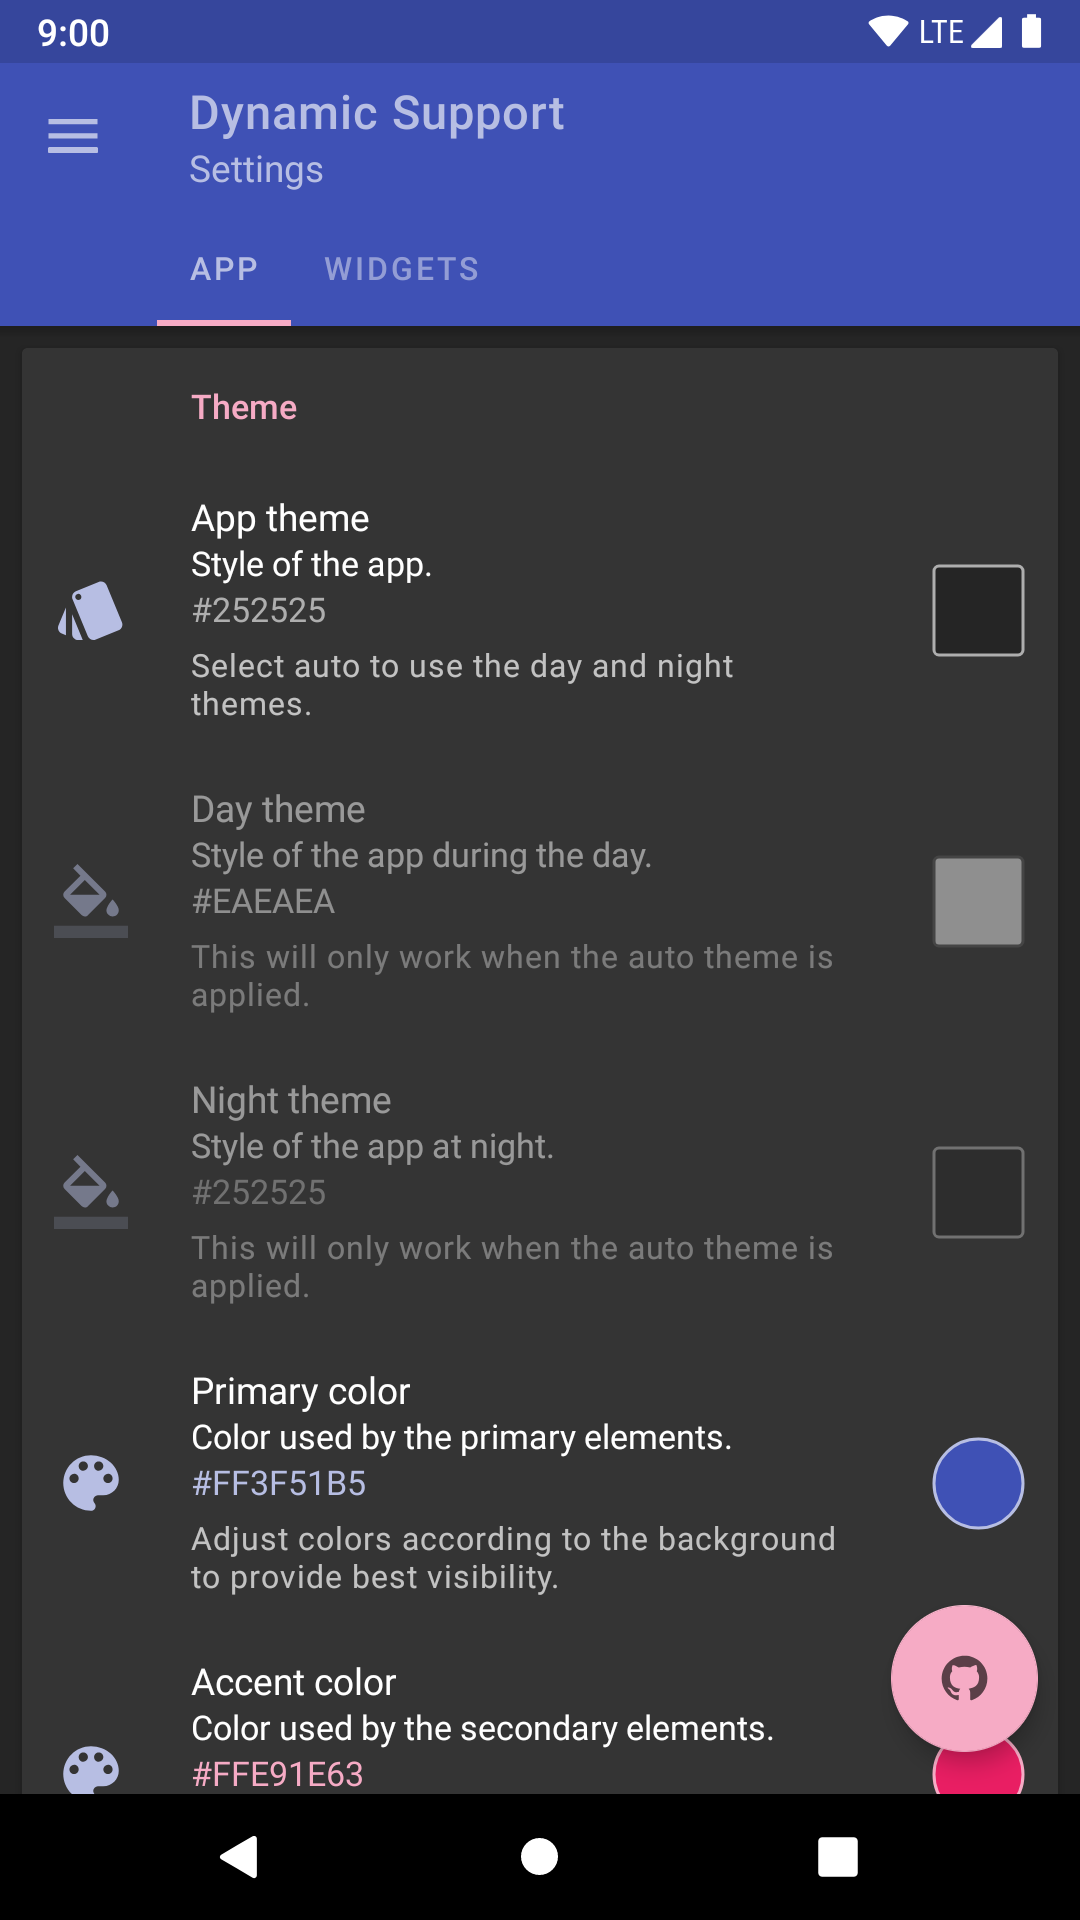 9:00
LTE
Dynamic Support
Settings
APP
WIDGETS
Theme
App theme
Style of the app.
#252525
Select auto to use the day and night
themes.
Day theme
Style of the app during the day.
#EAEAEA
This will only work when the auto theme is
applied.
Night theme
Style of the app at night.
#252525
This will only work when the auto theme is
applied.
Primary color
Color used by the primary elements.
#FF3F51B5
Adjust colors according to the background
to provide best visibility.
Accent color
Color used by the secondary elements.
#FFE91E63